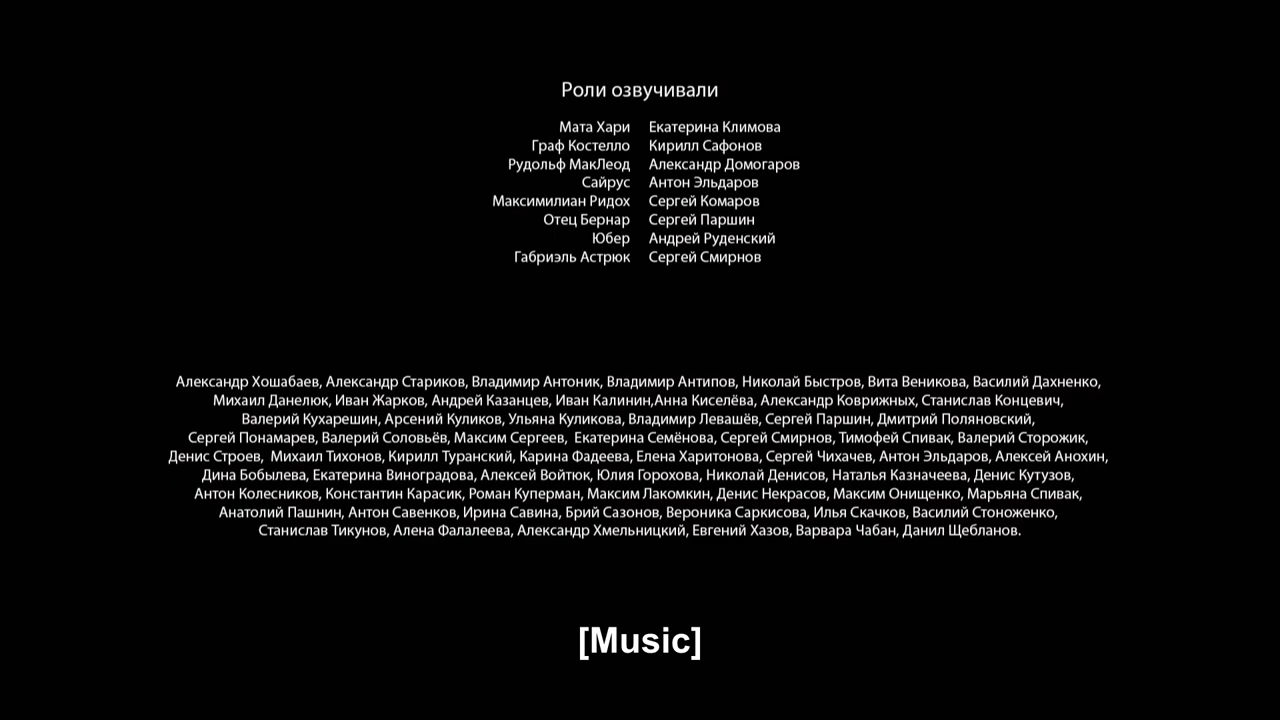 Роли озвучивали
Мата Хари Екатерина Климова
Граф Костелло Кирилл Сафонов
Рудольф МакЛеод Александр Домогаров
Сайрус Антон Эльдаров
Максимилиан Ридох Сергей Комаров
Отец Бернар Сергей Паршин
Юбер Андрей Руденский
Габриэль Астрюк Сергей Смирнов
Александр Хошабаев, Александр Стариков, Владимир Антоник, Владимир Антипов, Николай Быстров, Вита Веникова, Василий Дахненко,
Михаил Данелюк, Иван Жарков, Андрей Казанцев, Иван Калинин,Анна Киселёва, Александр Коврижных, Станислав Концевич,
Валерий Кухарешин, Арсений Куликов, Ульяна Куликова, Владимир Левашёв, Сергей Паршин, Дмитрий Поляновский,
Сергей Понамарев, Валерий Соловьёв, Максим Сергеев, Екатерина Семёнова, Сергей Смирнов, Тимофей Спивак, Валерий Сторожик,
Денис Строев, Михаил Тихонов, Кирилл Туранский, Карина Фадеева, Елена Харитонова, Сергей Чихачев, Антон Эльдаров, Алексей Анохин,
Дина Бобылева, Екатерина Виноградова, Алексей Войтюк, Юлия Горохова, Николай Денисов, Наталья Казначеева, Денис Кутузов,
Антон Колесников, Константин Карасик, Роман Куперман, Максим Лакомкин, Денис Некрасов, Максим Онищенко, Марьяна Спивак,
Анатолий Пашнин, Антон Савенков, Ирина Савина, Брий Сазонов, Вероника Саркисова, Илья Скачков, Василий Стоноженко,
Станислав Тикунов, Алена Фалалеева, Александр Хмельницкий, Евгений Хазов, Варвара Чабан, Данил Щебланов.
[Music]